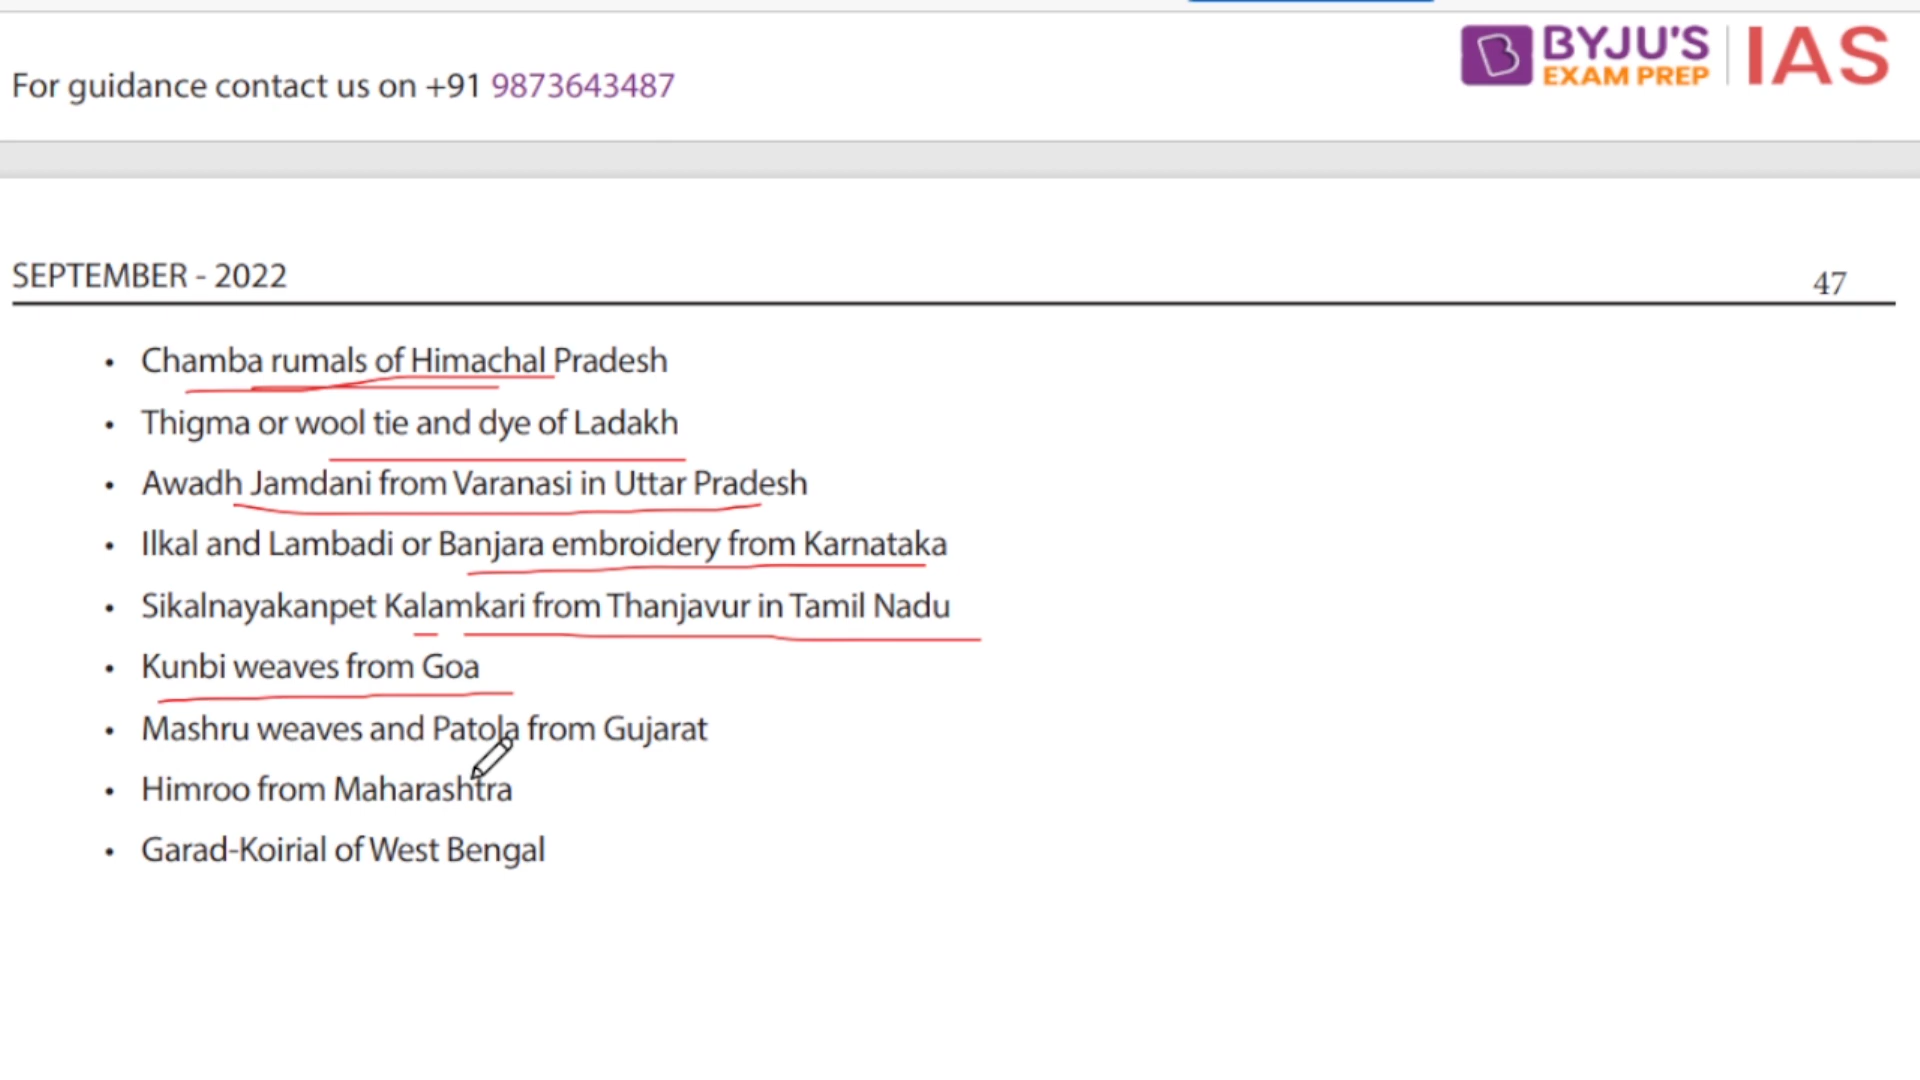 For guidance contact us on +91 9873643487
BYJU'S
EXAM PREP
IAS
SEPTEMBER - 2022
47
• Chamba rumals of Himachal Pradesh
• Thigma or wool tie and dye of Ladakh
• Awadh Jamdani from Varanasi in Uttar Pradesh
• Ilkal and Lambadi or Banjara embroidery from Karnataka
• Sikalnayakanpet Kalamkari from Thanjavur in Tamil Nadu
• Kunbi weaves from Goa
• Mashru weaves and Patola from Gujarat
• Himroo from Maharashtra
• Garad-Koirial of West Bengal